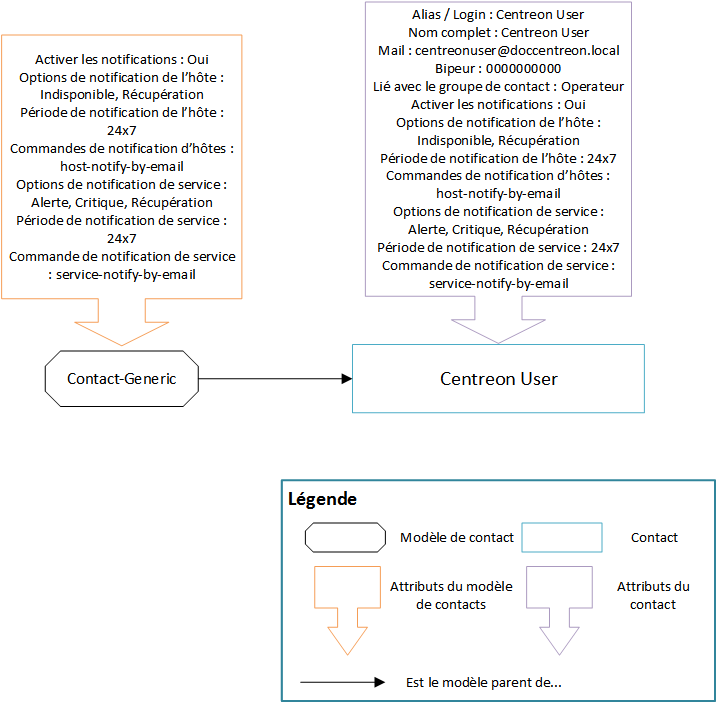 Activer les notifications : Oui
Options de notification de l’hôte :
Indisponible, Récupération
Période de notification de l’hôte :
24x7
Commandes de notification d’hôtes :
host-notify-by-email
Options de notification de service :
Alerte, Critique, Récupération
Période de notification de service :
24x7
Commande de notification de service
: service-notify-by-email
Alias / Login : Centreon User
Nom complet : Centreon User
Mail : centreonuser@doccentreon.local
Bipeur : 0000000000
Lié avec le groupe de contact : Operateur
Activer les notifications : Oui
Options de notification de l’hôte :
Indisponible, Récupération
Période de notification de l’hôte : 24x7
Commandes de notification d’hôtes :
host-notify-by-email
Options de notification de service :
Alerte, Critique, Récupération
Période de notification de service : 24x7
Commande de notification de service :
service-notify-by-email
Contact-Generic
Centreon User
Légende
Modèle de contact
Contact
Attributs du modèle
de contacts
Attributs du
contact
Est le modèle parent de...